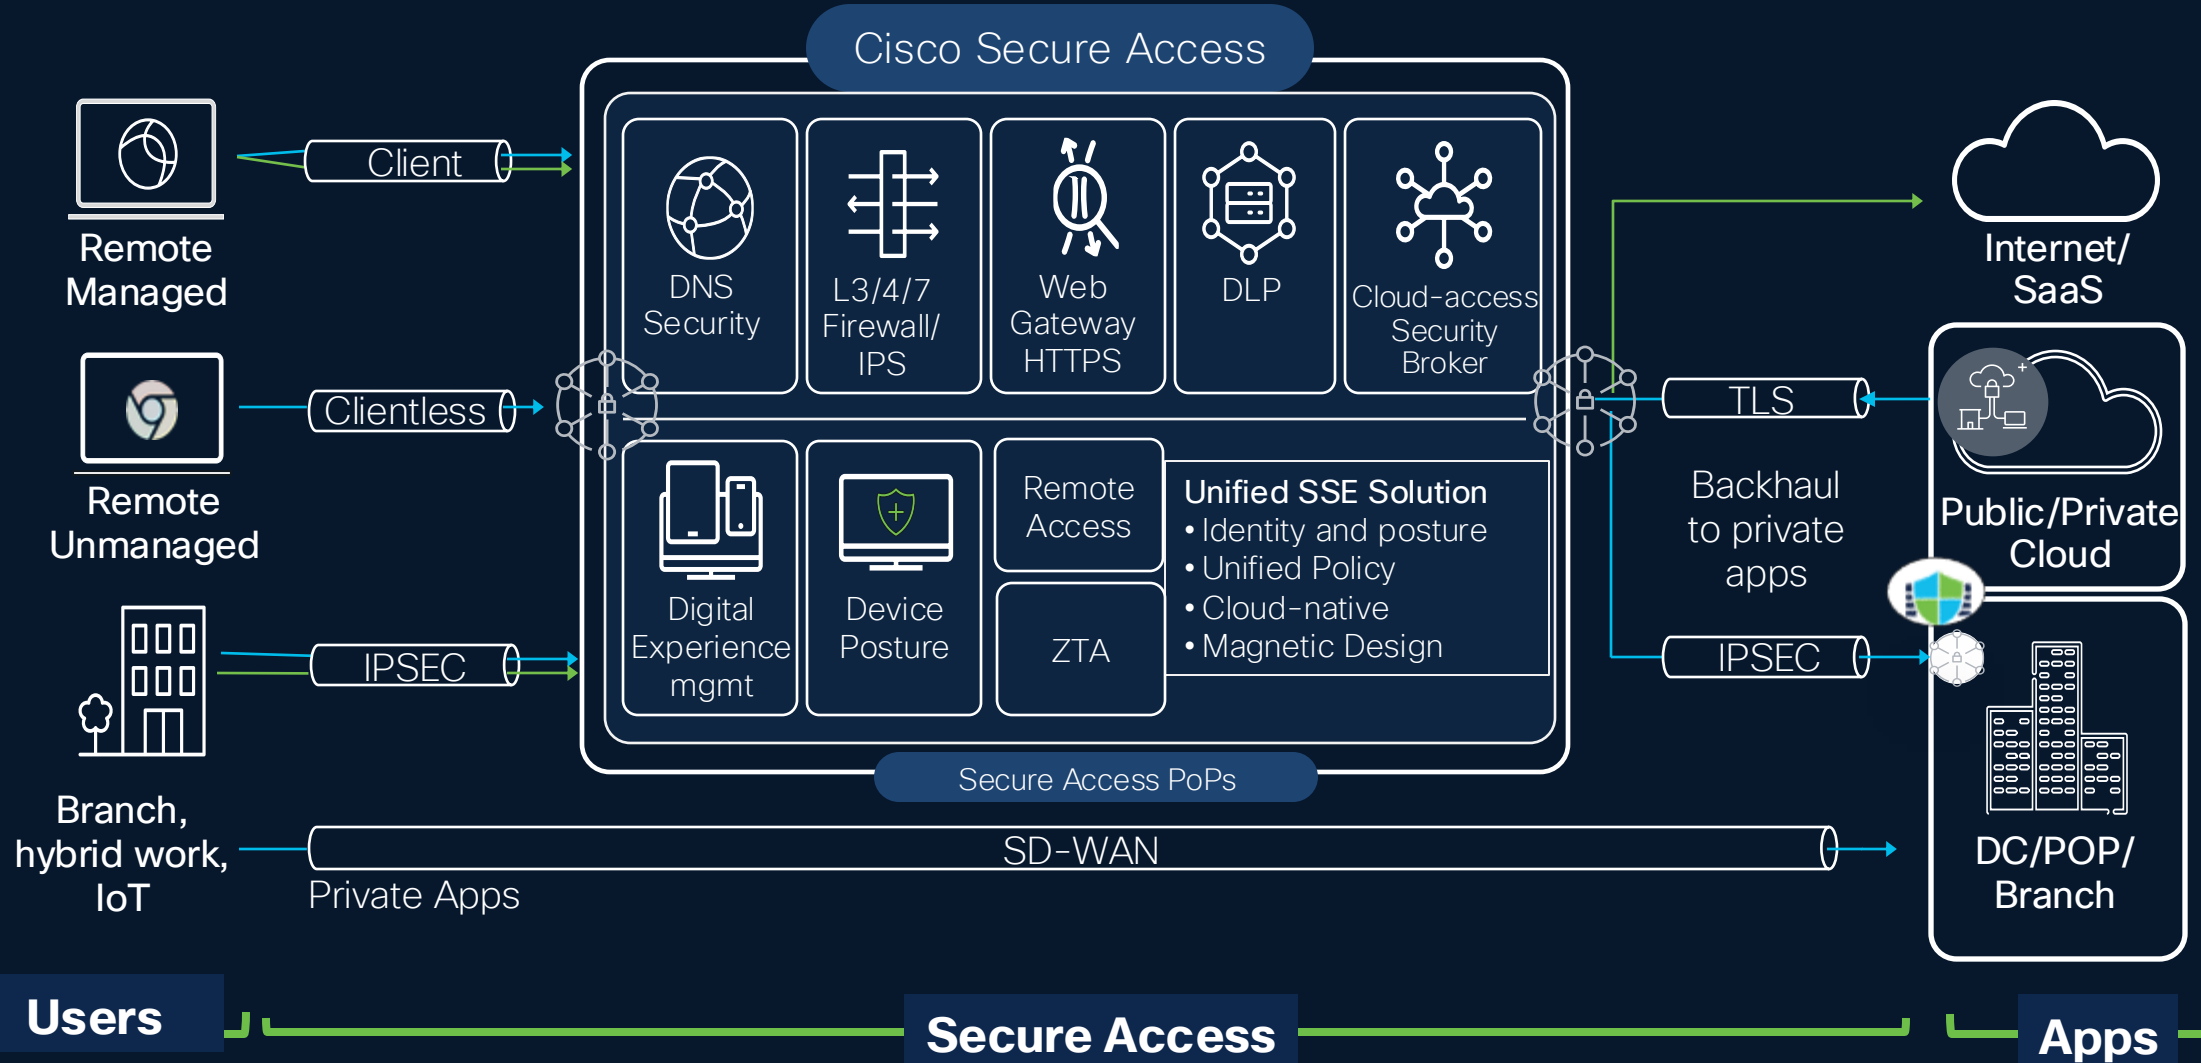 Cisco Secure Access
Remote
Managed
Client
DNS
Security
L3/4/7
Firewall/
IPS
Web
Gateway
HTTPS
DLP
Cloud-access
Security
Broker
Internet/
SaaS
Remote
Unmanaged
Clientless
TLS
Backhaul
to private
apps
Public/Private
Cloud
Digital
Experience
mgmt
Device
Posture
Remote
Access
ZTA
Unified SSE Solution
• Identity and posture
• Unified Policy
• Cloud-native
• Magnetic Design
IPSEC
IPSEC
Secure Access PoPs
Branch,
hybrid work,
IoT
SD-WAN
Private Apps
DC/POP/
Branch
Users
Secure Access
Apps